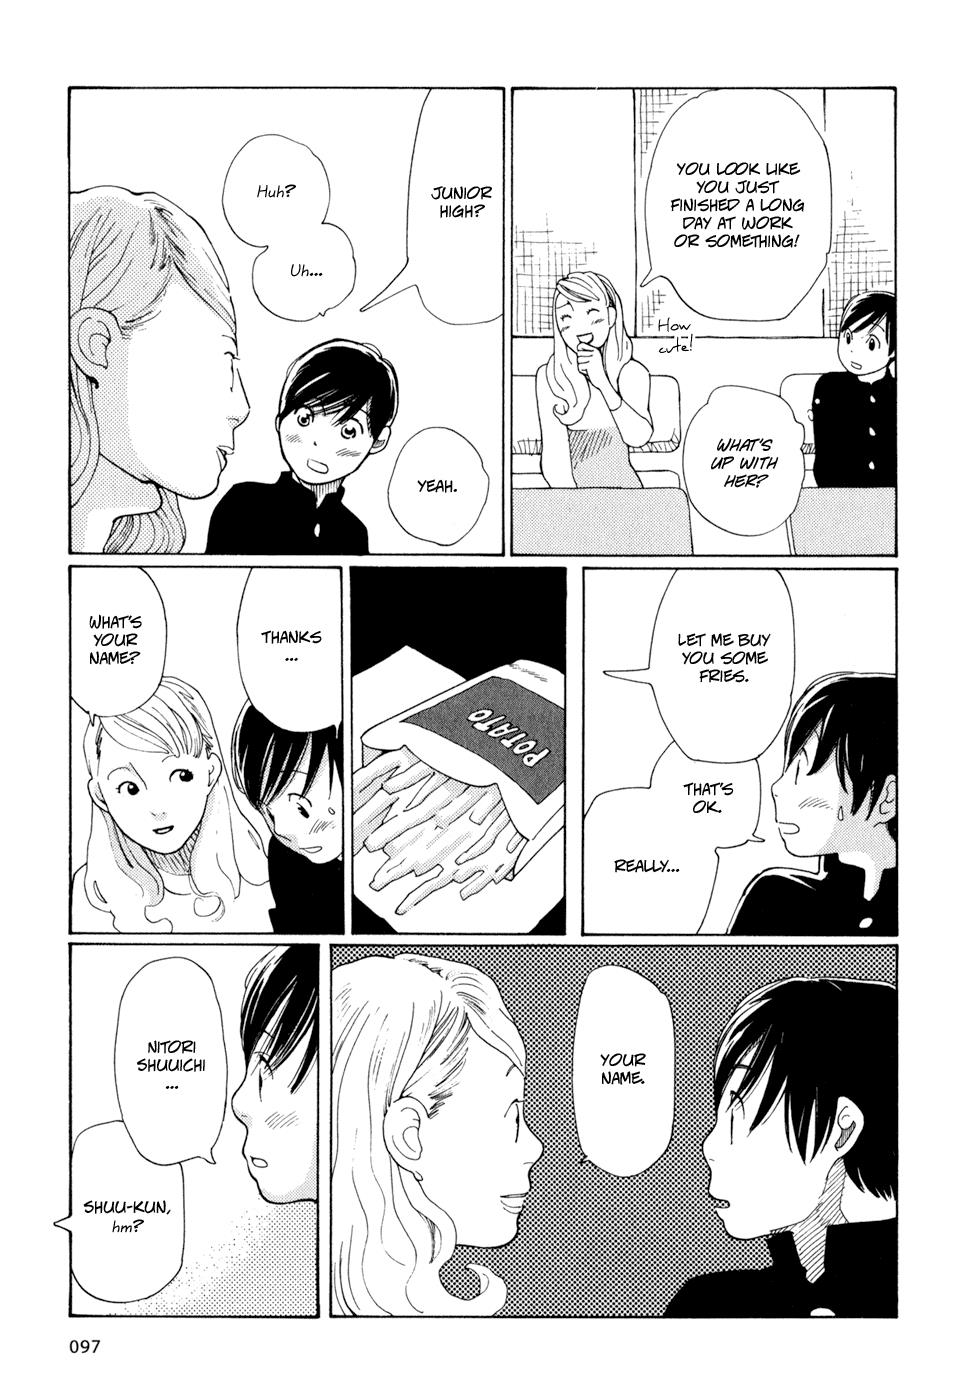 YOU LOOK LIKE
YOU JUST
FINISHED A LONG
DAY AT WORK
OR SOMETHING!
How
cute!
WHAT'S
UP WITH
HER?
JUNIOR
HIGH?
Huh?
Uh...
YEAH.
LET ME BUY
YOU SOME
FRIES.
THAT'S
OK.
REALLY...
POTATO
THANKS
...
WHAT'S
YOUR
NAME?
YOUR
NAME.
NITORI
SHUUICHI
...
SHUU-KUN,
hm?
097